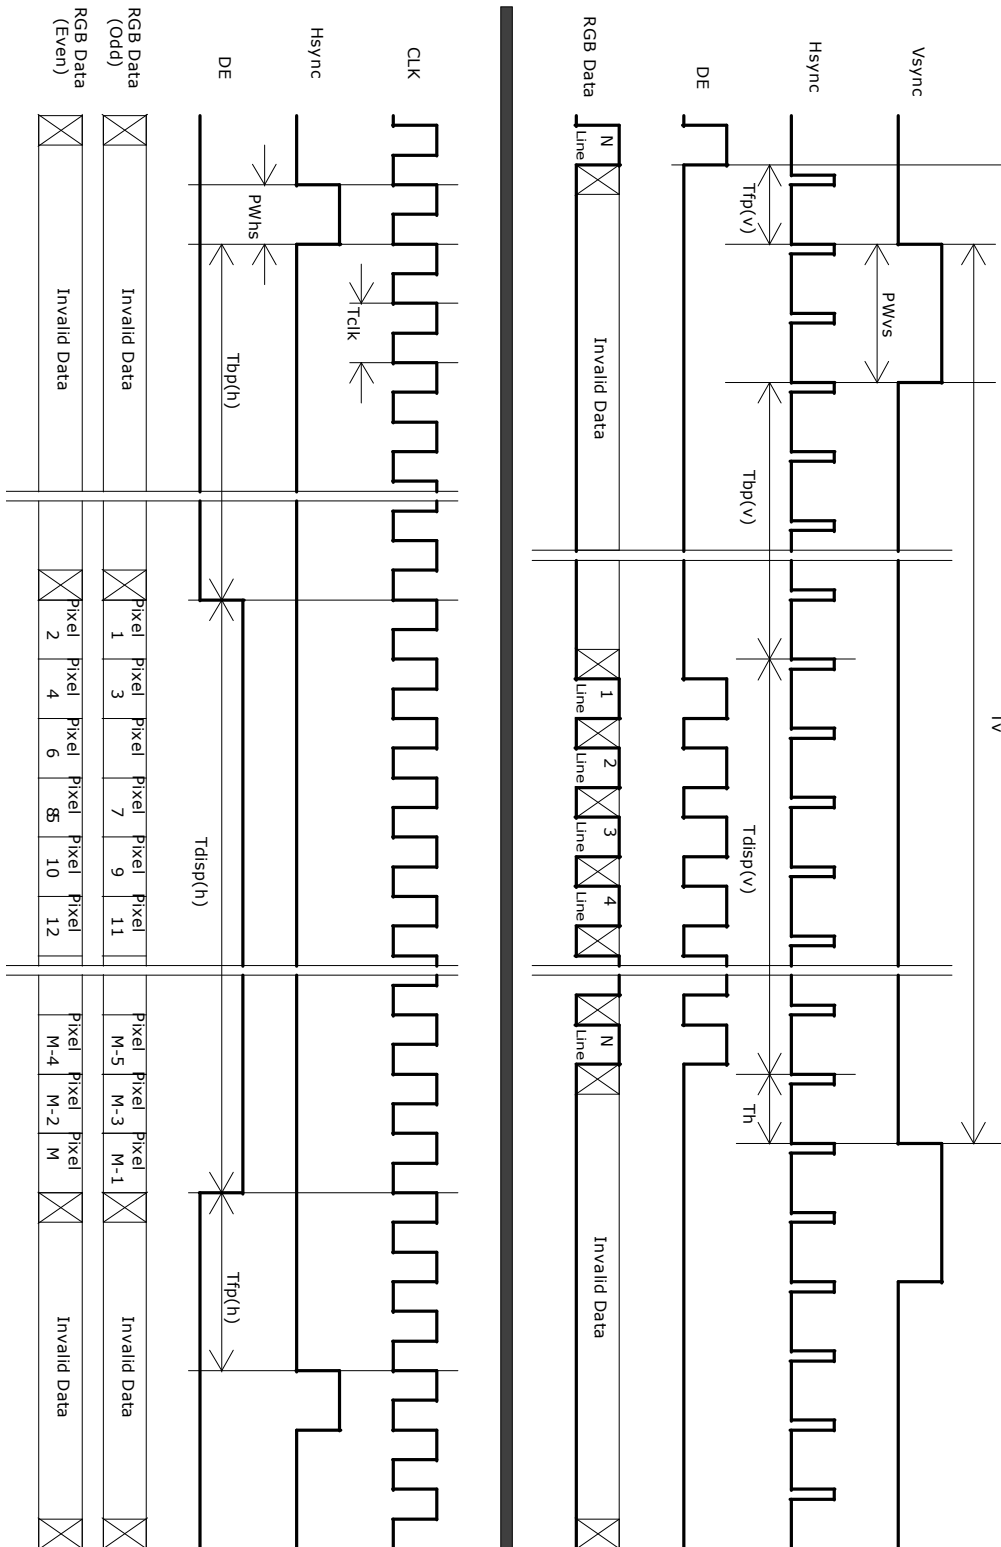 Tv
Vsync
PWvs
Hsync
Tfp(v)
Tbp(v)
Tdisp(v)
Th
DE
RGB Data
N
Line
Invalid Data
1
Line
2
Line
3
Line
4
Line
N
Line
Invalid Data
CLK
Tclk
Hsync
PWhs
DE
Tbp(h)
Tdisp(h)
Tfp(h)
RGB Data
(Odd)
Invalid Data
Pixel
1
Pixel
3
Pixel
Pixel
7
Pixel
9
Pixel
11
Pixel
M-5
Pixel
M-3
Pixel
M-1
Invalid Data
RGB Data
(Even)
Invalid Data
Pixel
2
Pixel
4
Pixel
6
Pixel
85
Pixel
10
Pixel
12
Pixel
M-4
Pixel
M-2
Pixel
M
Invalid Data